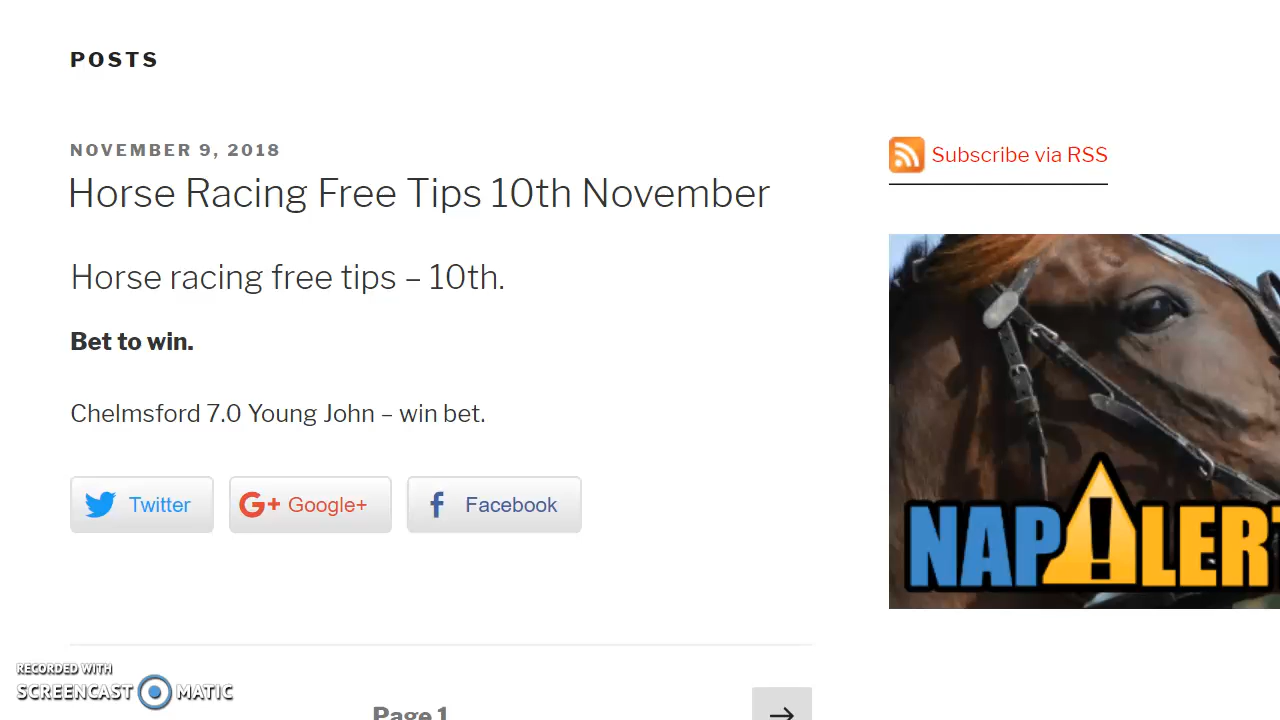 POSTS
NOVEMBER 9, 2018
Horse Racing Free Tips 10th November
Horse racing free tips – 10th.
Bet to win.
Chelmsford 7.0 Young John – win bet.
Twitter
G+ Google+
f Facebook
Page 1
→
Subscribe via RSS
NAP!LERT
RECORDED WITH
SCREENCAST MATIC